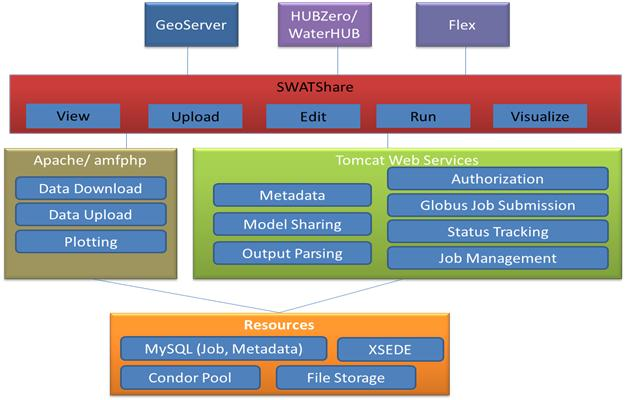 GeoServer
HUBZero/
WaterHUB
Flex
SWATShare
View
Upload
Edit
Run
Visualize
Apache/ amfphp
Data Download
Data Upload
Plotting
Tomcat Web Services
Metadata
Model Sharing
Output Parsing
Authorization
Globus Job Submission
Status Tracking
Job Management
Resources
MySQL (Job, Metadata)
XSEDE
Condor Pool
File Storage